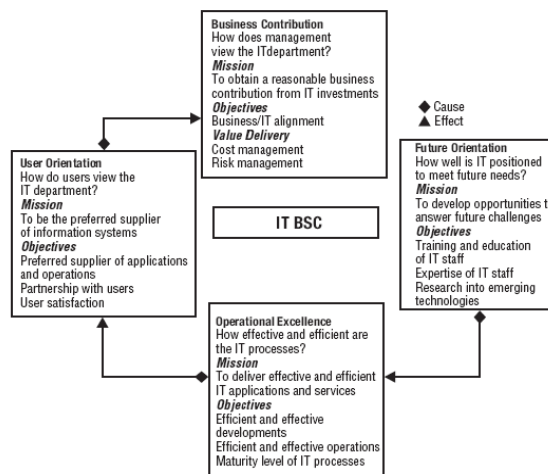 Business Contribution
How does management
view the ITdepartment?
Mission
To obtain a reasonable business
contribution from IT investments
Objectives
Business/IT alignment
Value Delivery
Cost management
Risk management
Cause
Effect
User Orientation
How do users view the
IT department?
Mission
To be the preferred supplier
of information systems
Objectives
Preferred supplier of applications
and operations
Partnership with users
User satisfaction
IT BSC
Future Orientation
How well is IT positioned
to meet future needs?
Mission
To develop opportunities t
answer future challenges
Objectives
Training and education
of IT staff
Expertise of IT staff
Research into emerging
technologies
Operational Excellence
How effective and efficient are
the IT processes?
Mission
To deliver effective and efficient
IT applications and services
Objectives
Efficient and effective
developments
Efficient and effective operations
Maturity level of IT processes